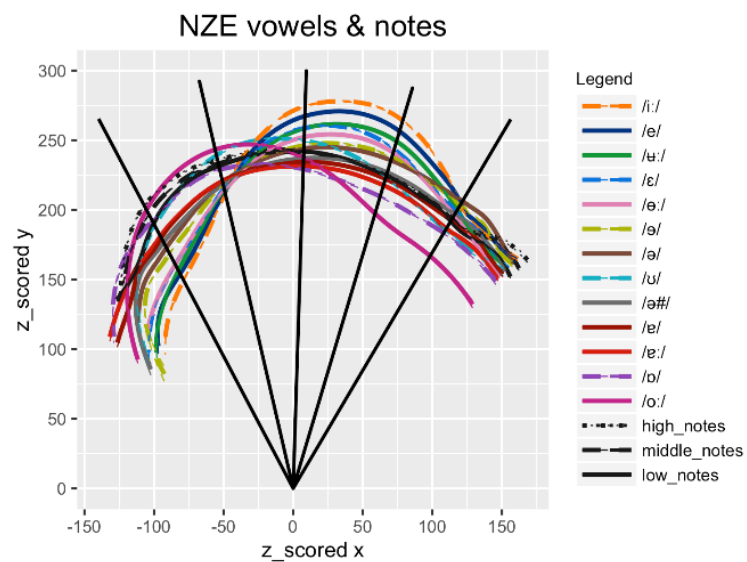 NZE vowels & notes
300
250
200
150
100
50
0
z_scored y
-150 -100 -50 0 50 100 150
z_scored x
Legend
/iː/
/e/
/ʉː/
/ɛ/
/ɵː/
/ə/
/ə/
/ʊ/
/ə#/
/ɐ/
/ɐː/
/ɒ/
/oː/
high_notes
middle_notes
low_notes